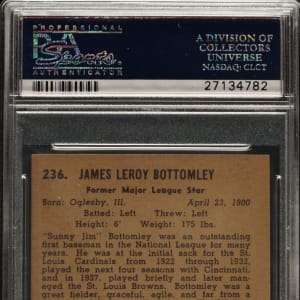 PROFESSIONAL
PSA
AUTHENTICATOR
A DIVISION OF
COLLECTORS
UNIVERSE
NASDAQ: CLCT
27134782
236. JAMES LEROY BOTTOMLEY
Former Major League Star
Born: Oglesby, Ill. April 23, 1900
Batted: Left Threw: Left
Height: 6' Weight: 175 lbs.
"Sunny Jim" Bottomley was an outstanding
first baseman in the National League for many
years. He was at the initial sack for the St.
Louis Cardinals from 1922 through 1932,
played the next four seasons with Cincinnati,
and in 1937, played briefly and later man-
aged the St. Louis Browns. Bottomley was a
great fielder, graceful, agile, and far from a